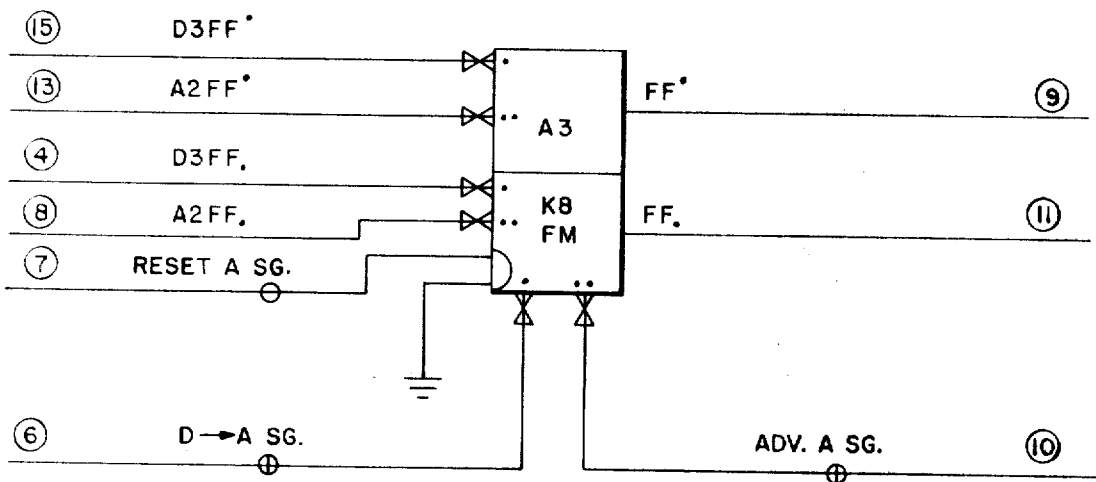 15 D3FF•
13 A2FF•
4 D3FF.
8 A2FF.
7 RESET A SG.
6 D→A SG.
A3
K8
FM
FF• 9
FF. 11
ADV. A SG. 10